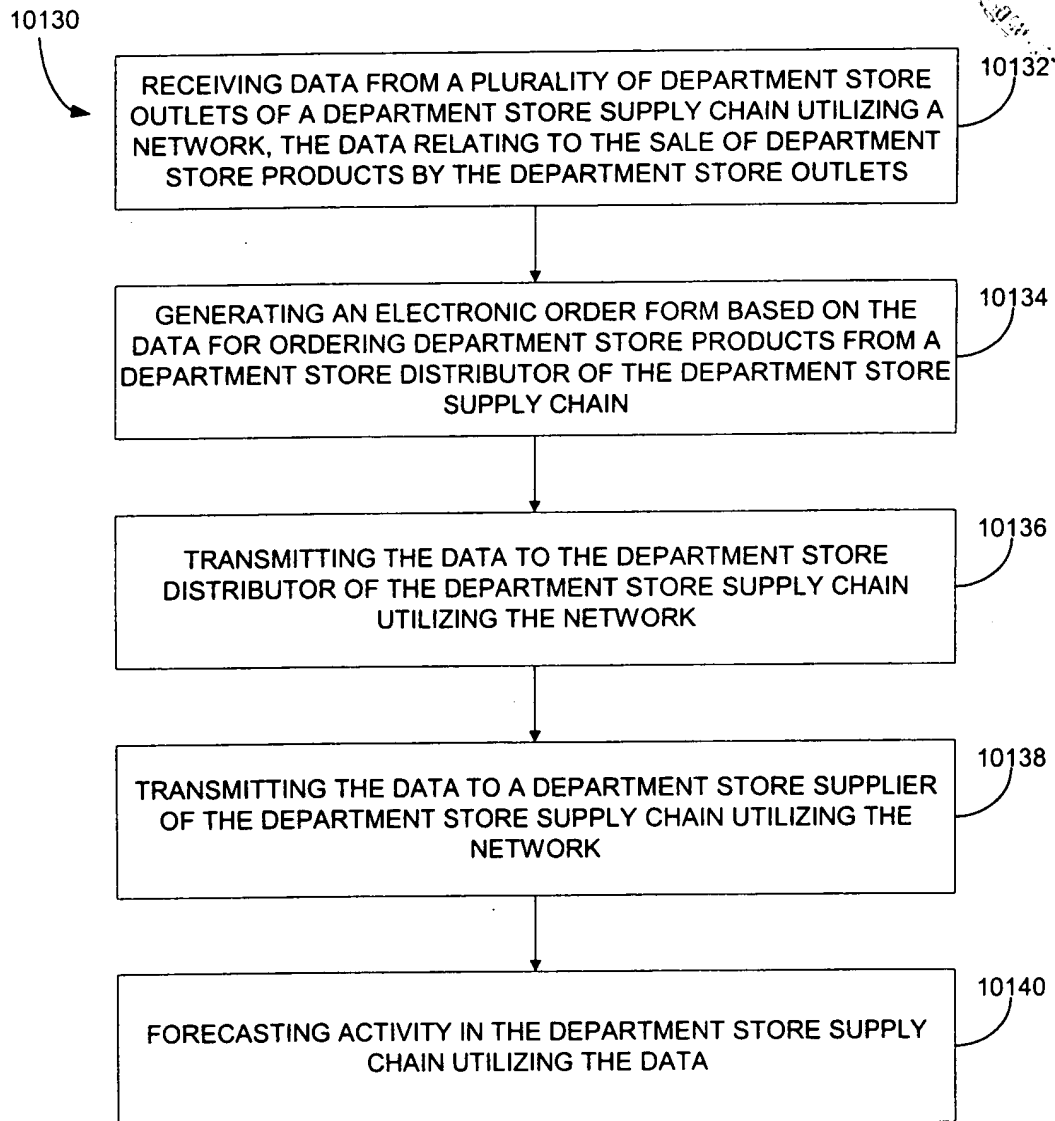 10130
RECEIVING DATA FROM A PLURALITY OF DEPARTMENT STORE
OUTLETS OF A DEPARTMENT STORE SUPPLY CHAIN UTILIZING A
NETWORK, THE DATA RELATING TO THE SALE OF DEPARTMENT
STORE PRODUCTS BY THE DEPARTMENT STORE OUTLETS
10132
GENERATING AN ELECTRONIC ORDER FORM BASED ON THE
DATA FOR ORDERING DEPARTMENT STORE PRODUCTS FROM A
DEPARTMENT STORE DISTRIBUTOR OF THE DEPARTMENT STORE
SUPPLY CHAIN
10134
TRANSMITTING THE DATA TO THE DEPARTMENT STORE
DISTRIBUTOR OF THE DEPARTMENT STORE SUPPLY CHAIN
UTILIZING THE NETWORK
10136
TRANSMITTING THE DATA TO A DEPARTMENT STORE SUPPLIER
OF THE DEPARTMENT STORE SUPPLY CHAIN UTILIZING THE
NETWORK
10138
FORECASTING ACTIVITY IN THE DEPARTMENT STORE SUPPLY
CHAIN UTILIZING THE DATA
10140